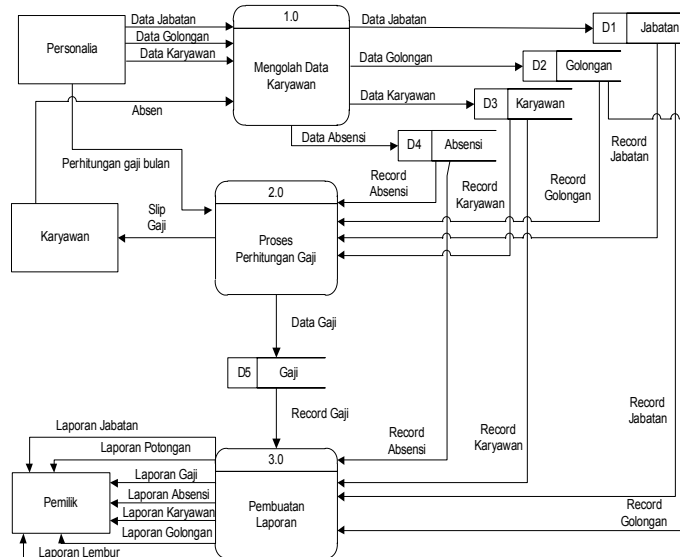 Personalia
Data Jabatan
Data Golongan
Data Karyawan
1.0
Mengolah Data
Karyawan
Data Jabatan
D1
Jabatan
Data Golongan
D2
Golongan
Data Karyawan
D3
Karyawan
Absen
Data Absensi
D4
Absensi
Record
Jabatan
Perhitungan gaji bulan
Record
Absensi
Record
Karyawan
Record
Golongan
2.0
Proses
Perhitungan Gaji
Slip
Gaji
Karyawan
Data Gaji
D5
Gaji
Record Gaji
Record
Jabatan
Record
Absensi
Record
Karyawan
Laporan Jabatan
Laporan Potongan
3.0
Pembuatan
Laporan
Laporan Gaji
Laporan Absensi
Pemilik
Laporan Karyawan
Laporan Golongan
Laporan Lembur
Record
Golongan